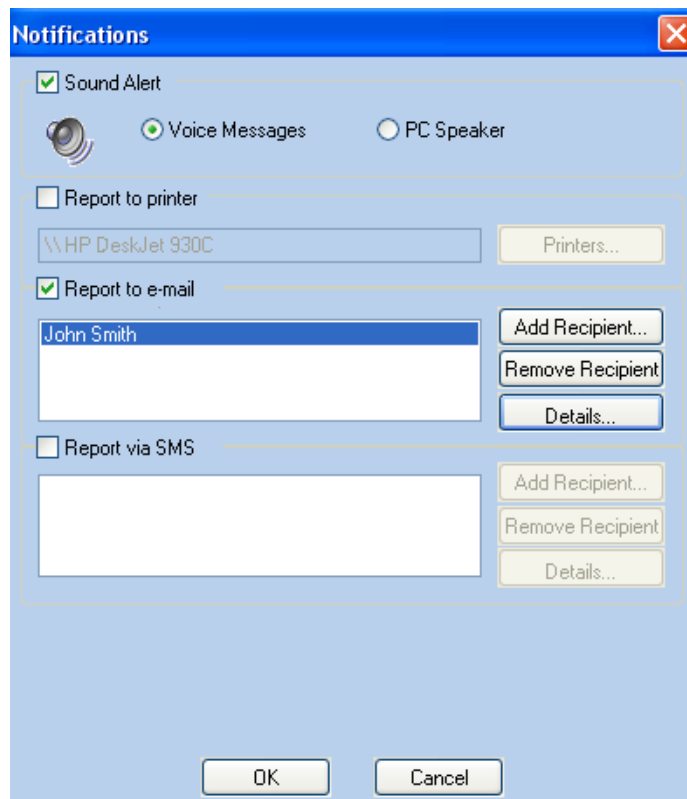 Notifications
Sound Alert
Voice Messages PC Speaker
Report to printer
\\HP DeskJet 930C Printers...
Report to e-mail
John Smith Add Recipient...
Remove Recipient
Details...
Report via SMS
Add Recipient...
Remove Recipient
Details...
OK Cancel